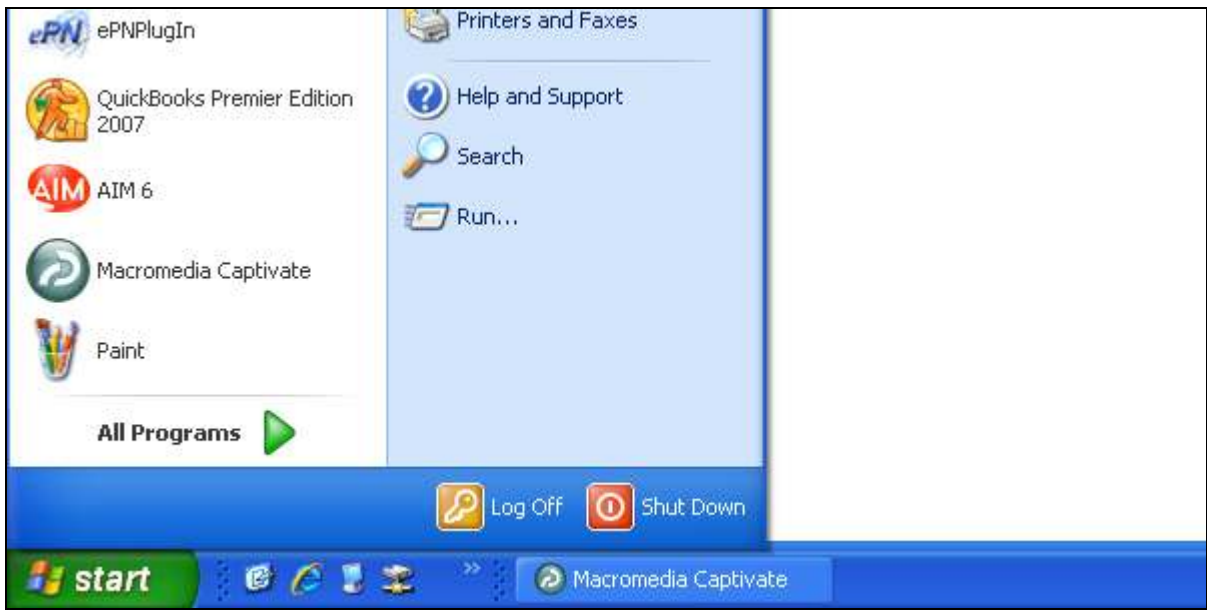 ePN ePNPlugIn
QuickBooks Premier Edition
2007
AIM AIM 6
Macromedia Captivate
Paint
All Programs
Printers and Faxes
Help and Support
Search
Run...
Log Off Shut Down
start » Macromedia Captivate